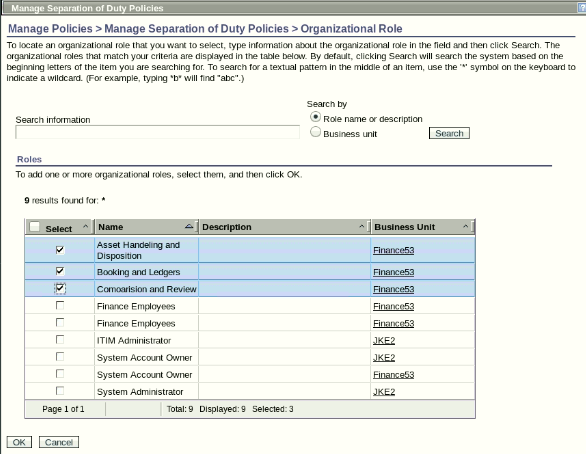 Manage Separation of Duty Policies
Manage Policies > Manage Separation of Duty Policies > Organizational Role
To locate an organizational role that you want to select, type information about the organizational role in the field and then click Search. The
organizational roles that match your criteria are displayed in the table below. By default, clicking Search will search the system based on the
beginning letters of the item you are searching for. To search for a textual pattern in the middle of an item, use the '*' symbol on the keyboard to
indicate a wildcard. (For example, typing *b* will find "abc".)
Search by
Search information
Role name or description
Business unit
Search
Roles
To add one or more organizational roles, select them, and then click OK.
9 results found for: *
Select Name Description Business Unit
Asset Handeling and
Disposition Finance53
Booking and Ledgers Finance53
Comoarision and Review Finance53
Finance Employees Finance53
Finance Employees Finance53
ITIM Administrator JKE2
System Account Owner JKE2
System Account Owner Finance53
System Administrator JKE2
Page 1 of 1 Total: 9 Displayed: 9 Selected: 3
OK Cancel